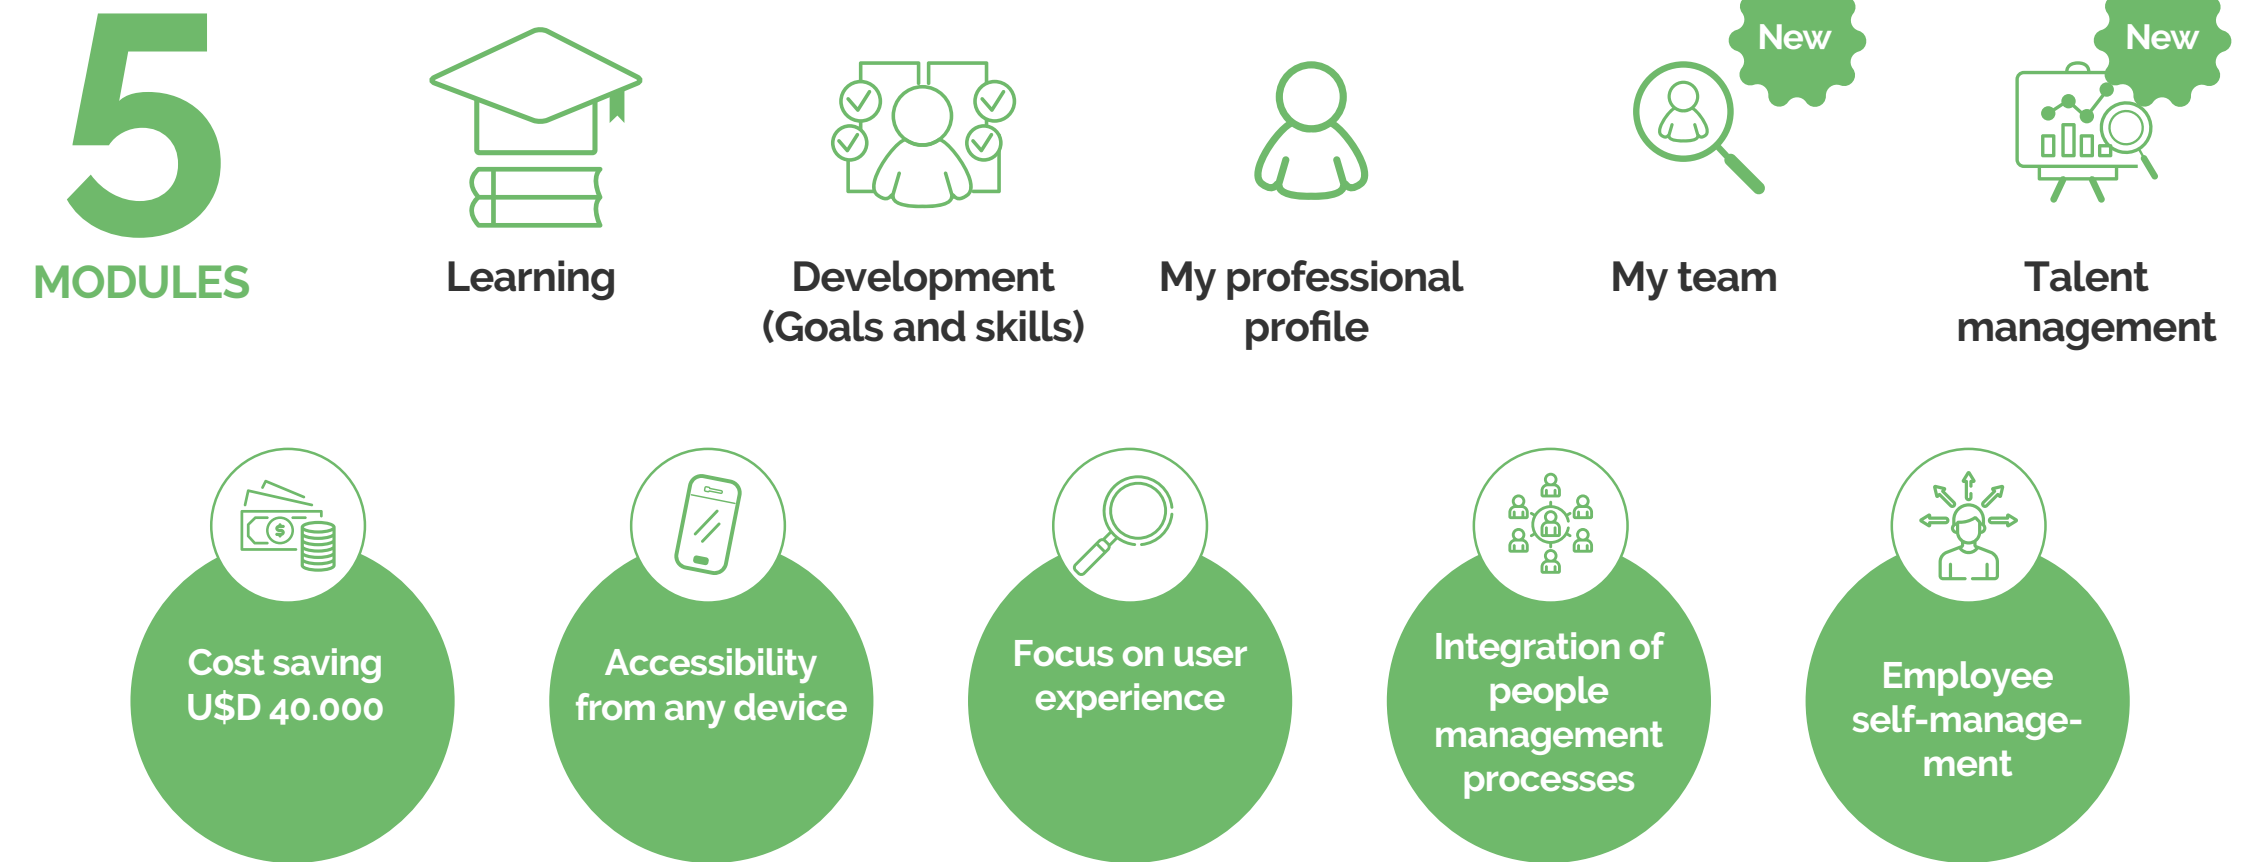 5
MODULES
Learning
Development
(Goals and skills)
My professional
profile
New
My team
New
Talent
management
Cost saving
U$D 40.000
Accessibility
from any device
Focus on user
experience
Integration of
people
management
processes
Employee
self-manage-
ment